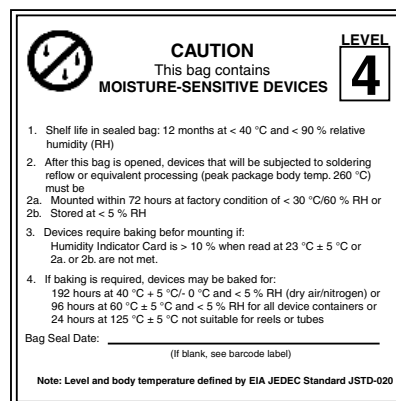 CAUTION
This bag contains
MOISTURE-SENSITIVE DEVICES
LEVEL
4
1. Shelf life in sealed bag: 12 months at < 40 °C and < 90 % relative
humidity (RH)
2. After this bag is opened, devices that will be subjected to soldering
reflow or equivalent processing (peak package body temp. 260 °C)
must be
2a. Mounted within 72 hours at factory condition of < 30 °C/60 % RH or
2b. Stored at < 5 % RH
3. Devices require baking befor mounting if:
Humidity Indicator Card is > 10 % when read at 23 °C ± 5 °C or
2a. or 2b. are not met.
4. If baking is required, devices may be baked for:
192 hours at 40 °C + 5 °C/- 0 °C and < 5 % RH (dry air/nitrogen) or
96 hours at 60 °C ± 5 °C and < 5 % RH for all device containers or
24 hours at 125 °C ± 5 °C not suitable for reels or tubes
Bag Seal Date:
(If blank, see barcode label)
Note: Level and body temperature defined by EIA JEDEC Standard JSTD-020